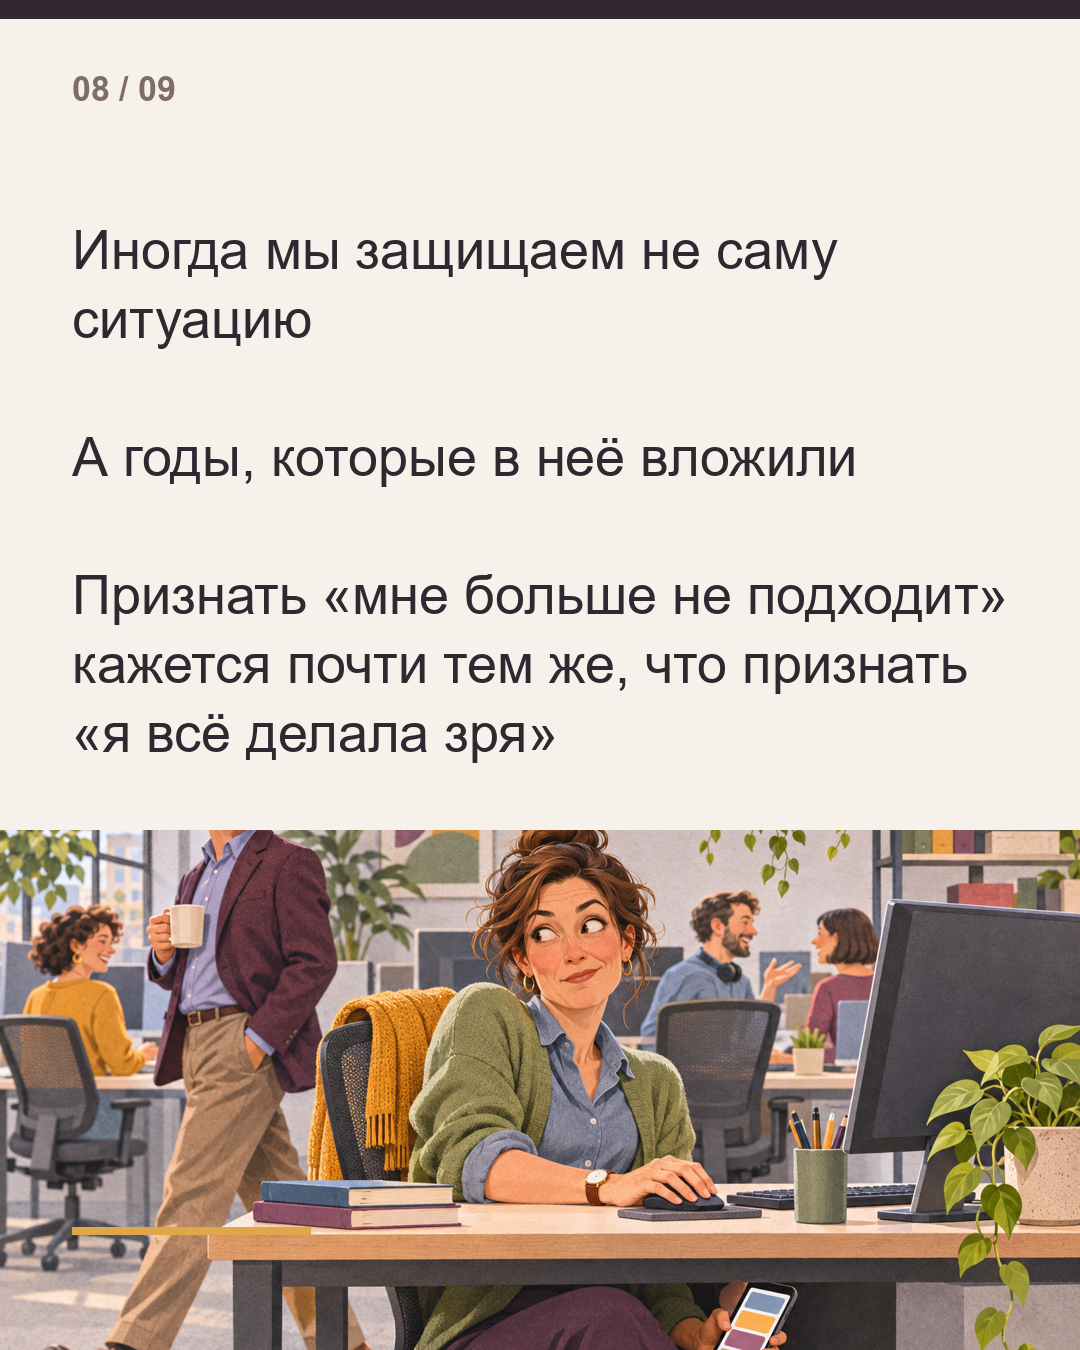 08 / 09
Иногда мы защищаем не саму
ситуацию
А годы, которые в неё вложили
Признать «мне больше не подходит»
кажется почти тем же, что признать
«я всё делала зря»